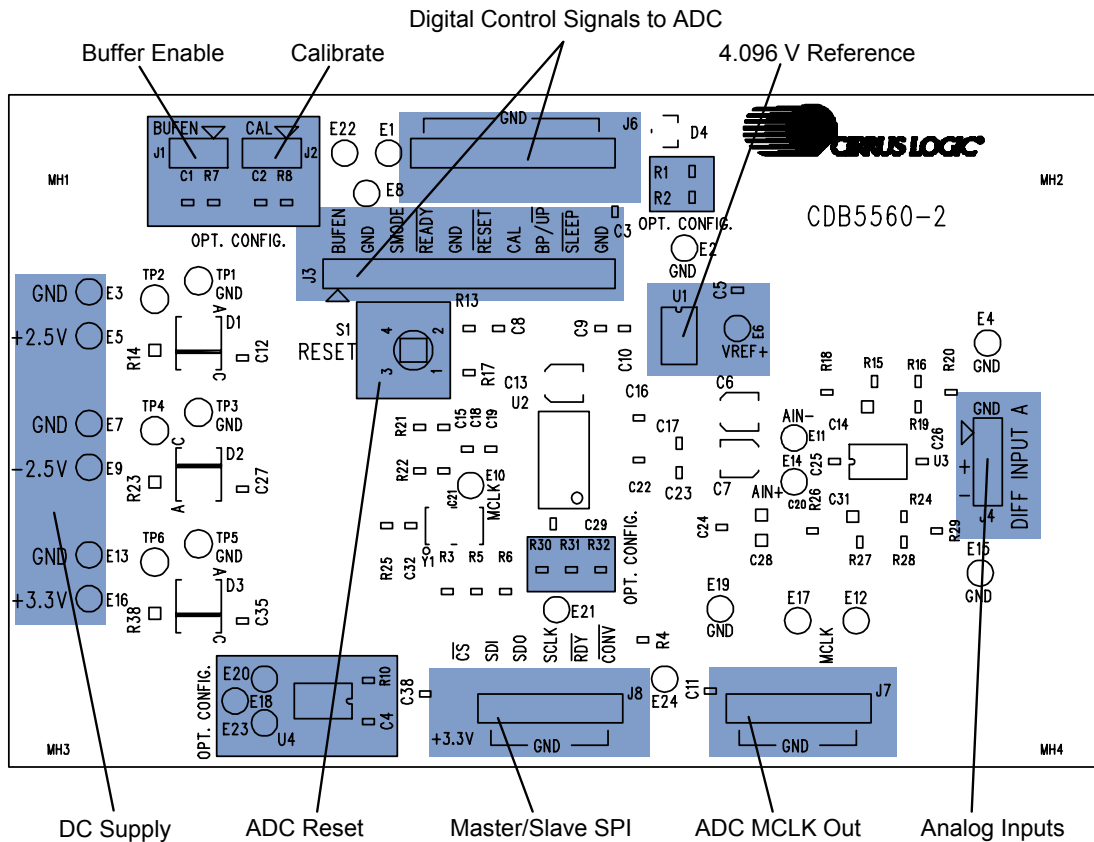 Digital Control Signals to ADC
Buffer Enable
Calibrate
4.096 V Reference
BUFEN
CAL
E22
E1
GND
J6
D4
CIRRUS LOGIC®
J1
J2
C1 R7
C2 R8
E8
R1
R2
MH1
MH2
OPT. CONFIG.
OPT. CONFIG.
CDB5560-2
BUFEN
GND
SMODE
READY
GND
RESET
CAL
BP/UP
SLEEP
GND
C3
J3
E2
GND
GND
E3
TP2
TP1
GND
A
D1
C
+2.5V
E5
R14
C12
S1
RESET
4
2
3
1
R13
C8
C9
C10
R17
U1
C5
E6
VREF+
E4
GND
C13
U2
C16
C6
R18
R15
R16
R20
GND
E7
TP4
TP3
GND
C
D2
A
-2.5V
E9
R23
C27
R21
C15
C18
C19
R22
E10
MCLK
C21
C17
C22
C23
C7
AIN-
E11
E14
C14
C25
R19
C26
U3
GND
+
-
J4
DIFF INPUT A
AIN+
C20
R26
C31
R24
R29
C24
C28
R27
R28
E15
GND
GND
E13
TP6
TP5
GND
A
D3
C
+3.3V
E16
R38
C35
R25
C32
Y1
R3
R5
R6
C29
R30
R31
R32
OPT. CONFIG.
E21
E19
GND
E17
E12
MCLK
CS
SDI
SDO
SCLK
RDY
CONV
R4
E24
OPT. CONFIG.
E20
E18
E23
U4
R10
C4
C38
J8
+3.3V
GND
C11
J7
GND
MH3
MH4
DC Supply
ADC Reset
Master/Slave SPI
ADC MCLK Out
Analog Inputs